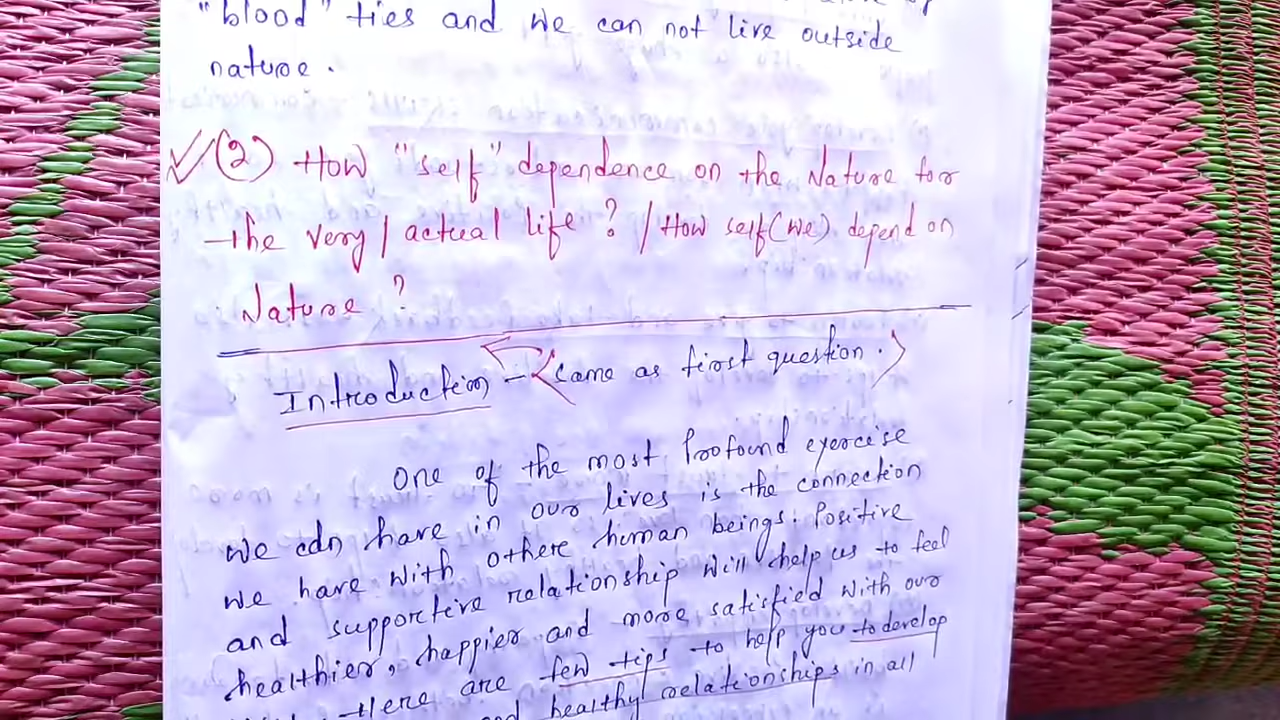 "blood" ties and we can not live outside
nature.
(2) How "self" dependence on the Nature for
the very / actual life ? / How self(we) depend on
Nature ?
Introduction - (same as first question.)
One of the most Profound exercise
we can have in our lives is the connection
we have with othere human beings. Positive
and supportive relationship will help us to feel
healthier, happier and more satisfied with our
Here are few tips to help you to develop
and healthy relationships in all